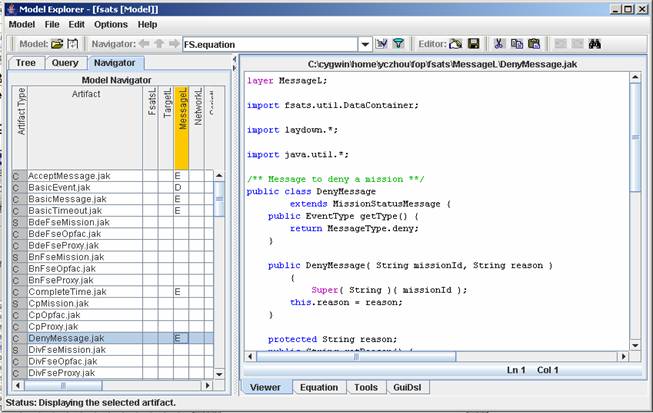 Model Explorer - [fsats [Model]]
Model File Edit Options Help
Model: Navigator: FS.equation Editor:
Tree Query Navigator
Model Navigator
Artifact Type Artifact FsatsL TargetL MessageL NetworkL
C AcceptMessage.jak E
C BasicEvent.jak D
C BasicMessage.jak E
C BasicTimeout.jak E
S BdeFseMission.jak
C BdeFseOpfac.jak
C BdeFseProxy.jak
S BnFseMission.jak
C BnFseOpfac.jak
C BnFseProxy.jak
C CompleteTime.jak E
S CpMission.jak
C CpOpfac.jak
C CpProxy.jak
C DenyMessage.jak E
S DivFseMission.jak
C DivFseOpfac.jak
C DivFseProxy.jak
C:\cygwin\home\yczhou\fop\fsats\MessageL\DenyMessage.jak
layer MessageL;
import fsats.util.DataContainer;
import laydown.*;
import java.util.*;
/** Message to deny a mission **/
public class DenyMessage
extends MissionStatusMessage {
public EventType getType() {
return MessageType.deny;
}
public DenyMessage( String missionId, String reason )
{
Super( String )( missionId );
this.reason = reason;
}
protected String reason;
public String getReason() {
Ln 1 Col 1
Viewer Equation Tools GuiDsl
Status: Displaying the selected artifact.